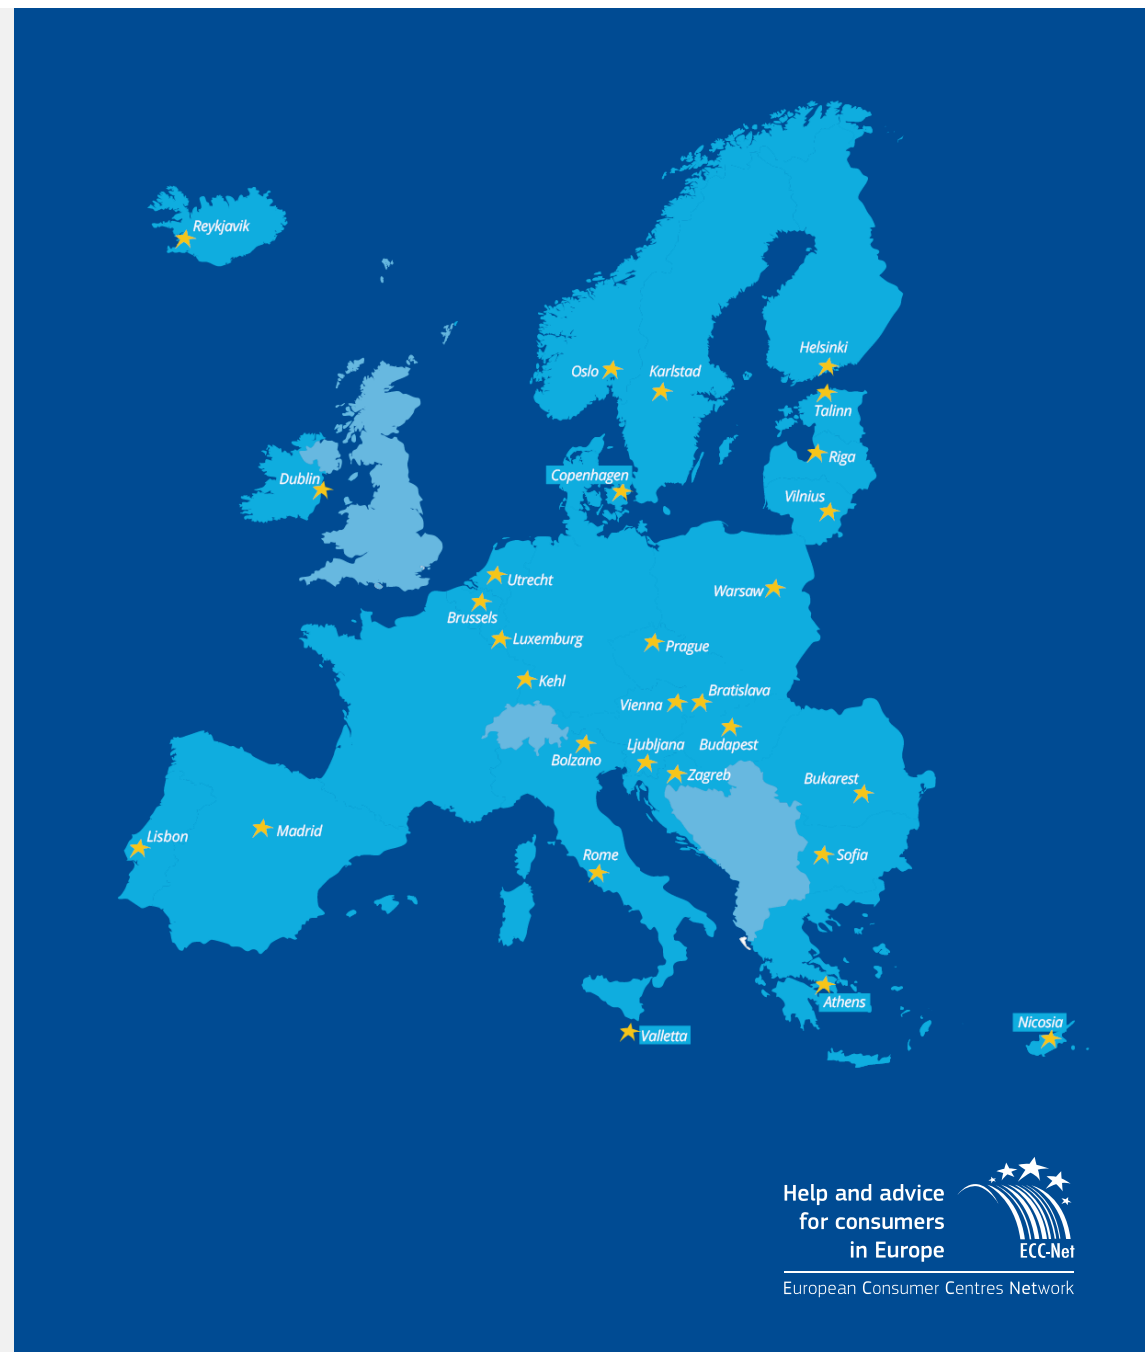 Reykjavik
Helsinki
Oslo
Karlstad
Talinn
Riga
Copenhagen
Dublin
Vilnius
Utrecht
Warsaw
Brussels
Luxemburg
Prague
Kehl
Bratislava
Vienna
Ljubljana
Budapest
Bolzano
Zagreb
Bukarest
Lisbon
Madrid
Rome
Sofia
Athens
Nicosia
Valletta
Help and advice
for consumers
in Europe
ECC-Net
European Consumer Centres Network